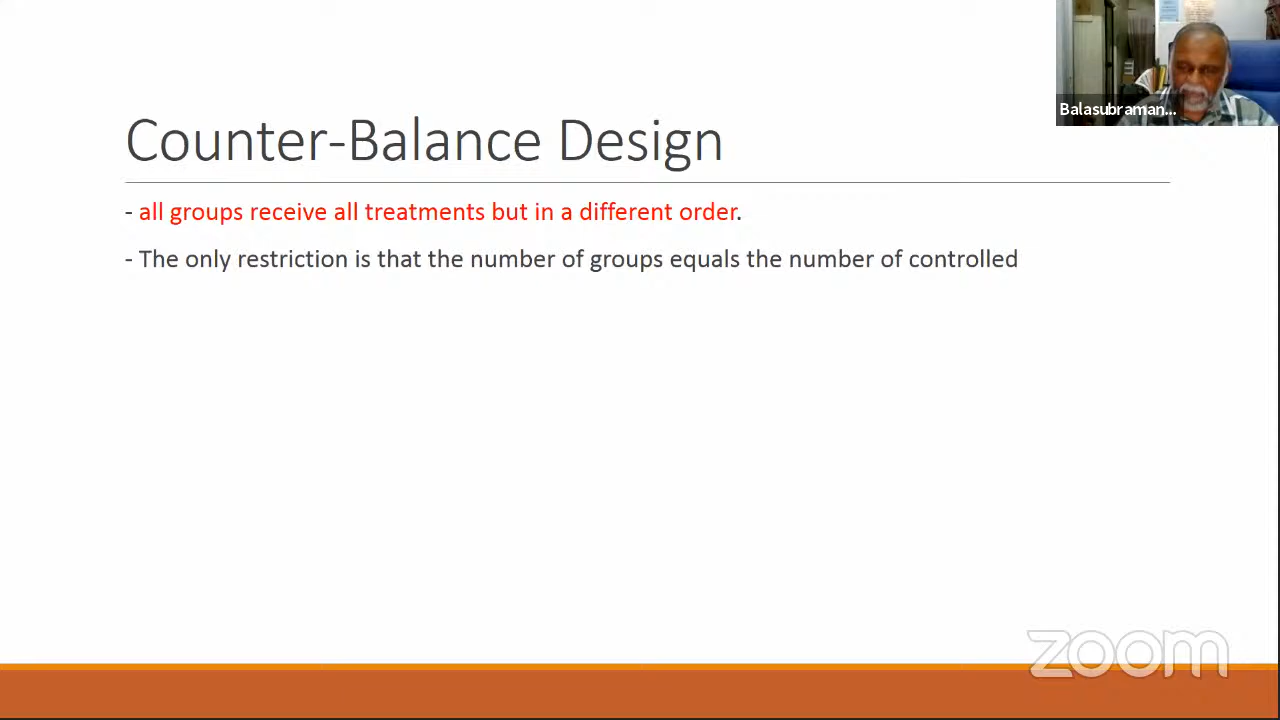 Counter-Balance Design
- all groups receive all treatments but in a different order.
- The only restriction is that the number of groups equals the number of controlled
Balasubraman...
zoom